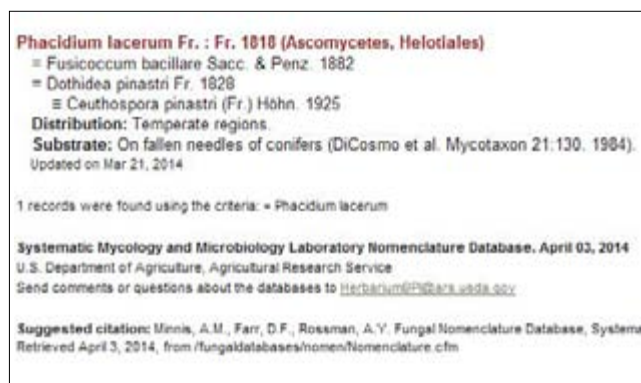 Phacidium lacerum Fr. : Fr. 1818 (Ascomycetes, Helotiales)
= Fusicoccum bacillare Sacc. & Penz. 1882
= Dothidea pinastri Fr. 1828
≡ Ceuthospora pinastri (Fr.) Höhn. 1925
Distribution: Temperate regions.
Substrate: On fallen needles of conifers (DiCosmo et al. Mycotaxon 21:130. 1984).
Updated on Mar 21, 2014
1 records were found using the criteria: = Phacidium lacerum
Systematic Mycology and Microbiology Laboratory Nomenclature Database. April 03, 2014
U.S. Department of Agriculture, Agricultural Research Service
Send comments or questions about the databases to HerbariumBPI@ars.usda.gov
Suggested citation: Minnis, A.M., Farr, D.F., Rossman, A.Y. Fungal Nomenclature Database, Systema
Retrieved April 3, 2014, from /fungaldatabases/nomen/Nomenclature.cfm